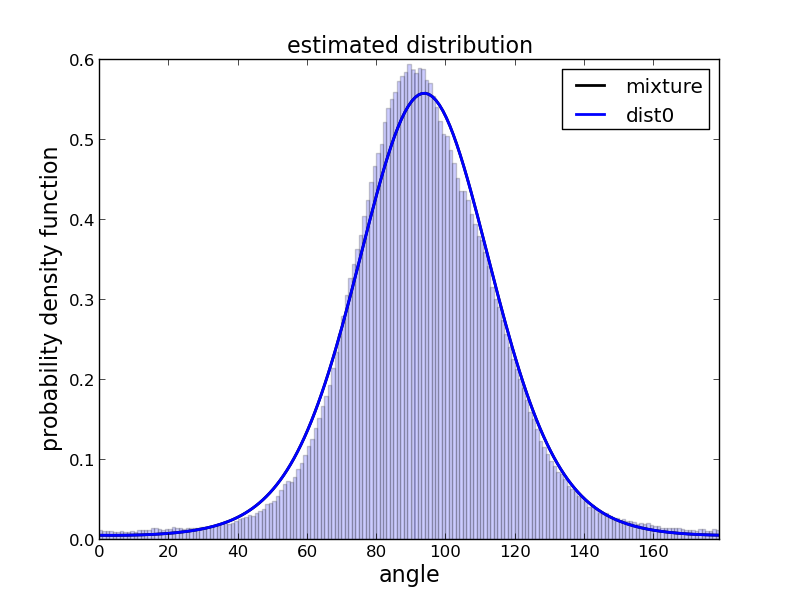 estimated distribution
mixture
dist0
probability density function
0.6
0.5
0.4
0.3
0.2
0.1
0.0
0 20 40 60 80 100 120 140 160
angle